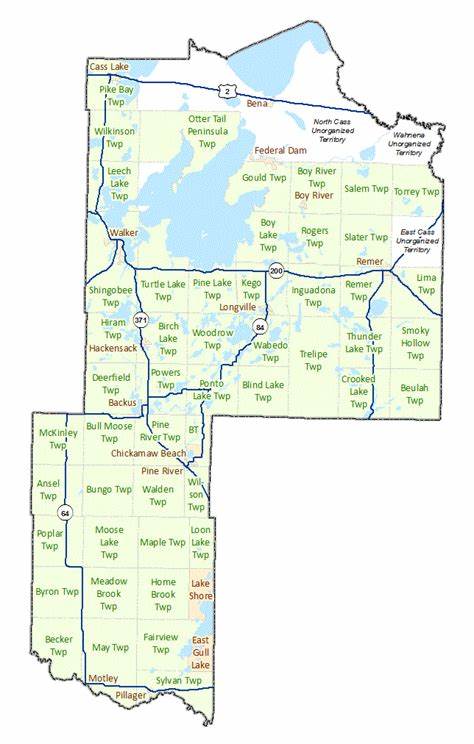 Cass Lake
2
Pike Bay
Twp
Bena
Wilkinson
Twp
Otter Tail
Peninsula
Twp
North Cass
Unorganized
Territory
Wahnena
Unorganized
Territory
Federal Dam
Leech
Lake
Twp
Gould Twp
Boy River
Twp
Boy River
Salem Twp
Torrey Twp
Walker
Boy
Lake
Twp
Rogers
Twp
Slater Twp
East Cass
Unorganized
Territory
Remer
200
Shingobee
Twp
Turtle Lake
Twp
Pine Lake
Twp
Kego
Twp
Inguadona
Twp
Remer
Twp
Lima
Twp
Longville
Hiram
Twp
371
Birch
Lake
Twp
Woodrow
Twp
84
Wabedo
Twp
Trelipe
Twp
Thunder
Lake Twp
Smoky
Hollow
Twp
Hackensack
Deerfield
Twp
Powers
Twp
Ponto
Lake Twp
Blind Lake
Twp
Crooked
Lake
Twp
Beulah
Twp
Backus
McKinley
Twp
Bull Moose
Twp
Pine
River Twp
BT
Chickamaw Beach
Pine River
Ansel
Twp
Bungo Twp
Walden
Twp
Wil-
son
Twp
64
Poplar
Twp
Moose
Lake
Twp
Maple Twp
Loon
Lake
Twp
Byron Twp
Meadow
Brook
Twp
Home
Brook
Twp
Lake
Shore
Becker
Twp
May Twp
Fairview
Twp
East
Gull
Lake
Motley
Sylvan Twp
Pillager